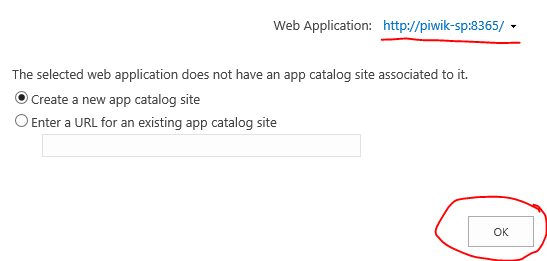 Web Application: http://piwik-sp:8365/
The selected web application does not have an app catalog site associated to it.
Create a new app catalog site
Enter a URL for an existing app catalog site
OK